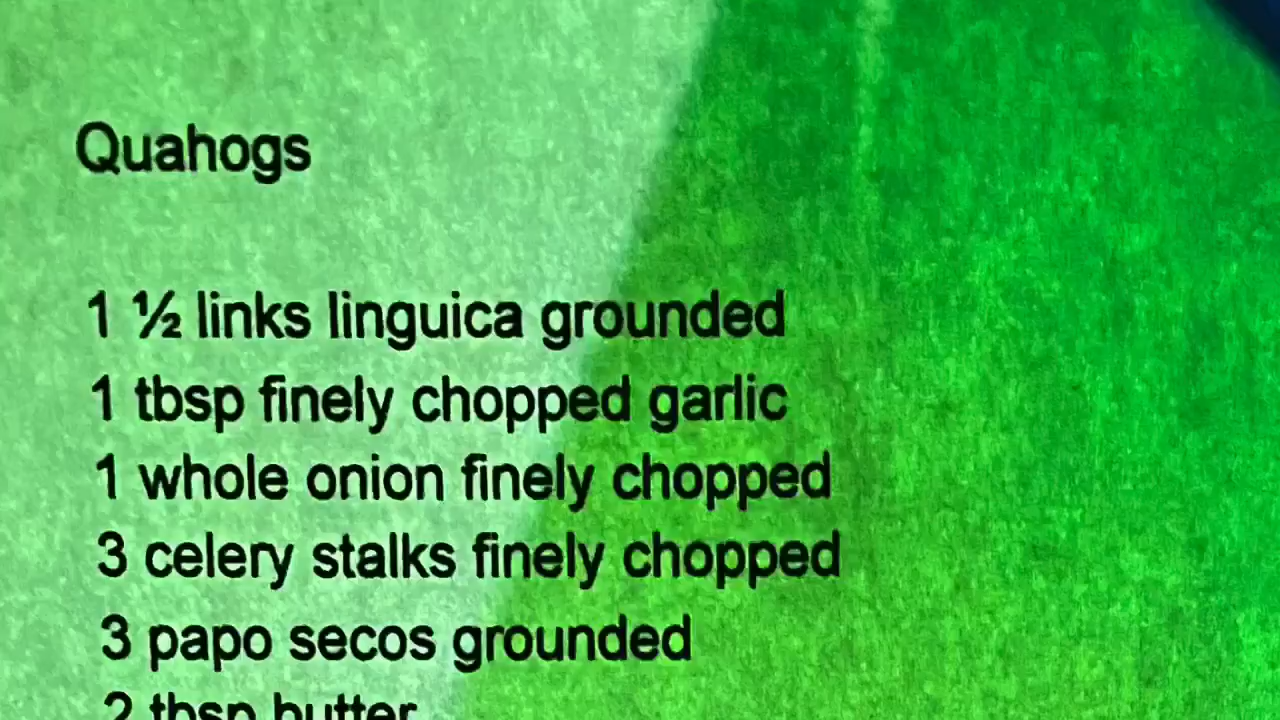 Quahogs
1 ½ links linguica grounded
1 tbsp finely chopped garlic
1 whole onion finely chopped
3 celery stalks finely chopped
3 papo secos grounded
2 tbsp butter